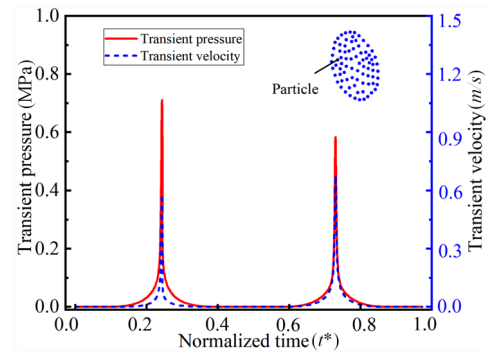 Transient pressure
Transient velocity
Particle
Transient pressure (MPa)
1.0
0.8
0.6
0.4
0.2
0.0
Transient velocity (m/s)
1.5
1.2
0.9
0.6
0.3
0.0
0.0 0.2 0.4 0.6 0.8 1.0
Normalized time (t*)